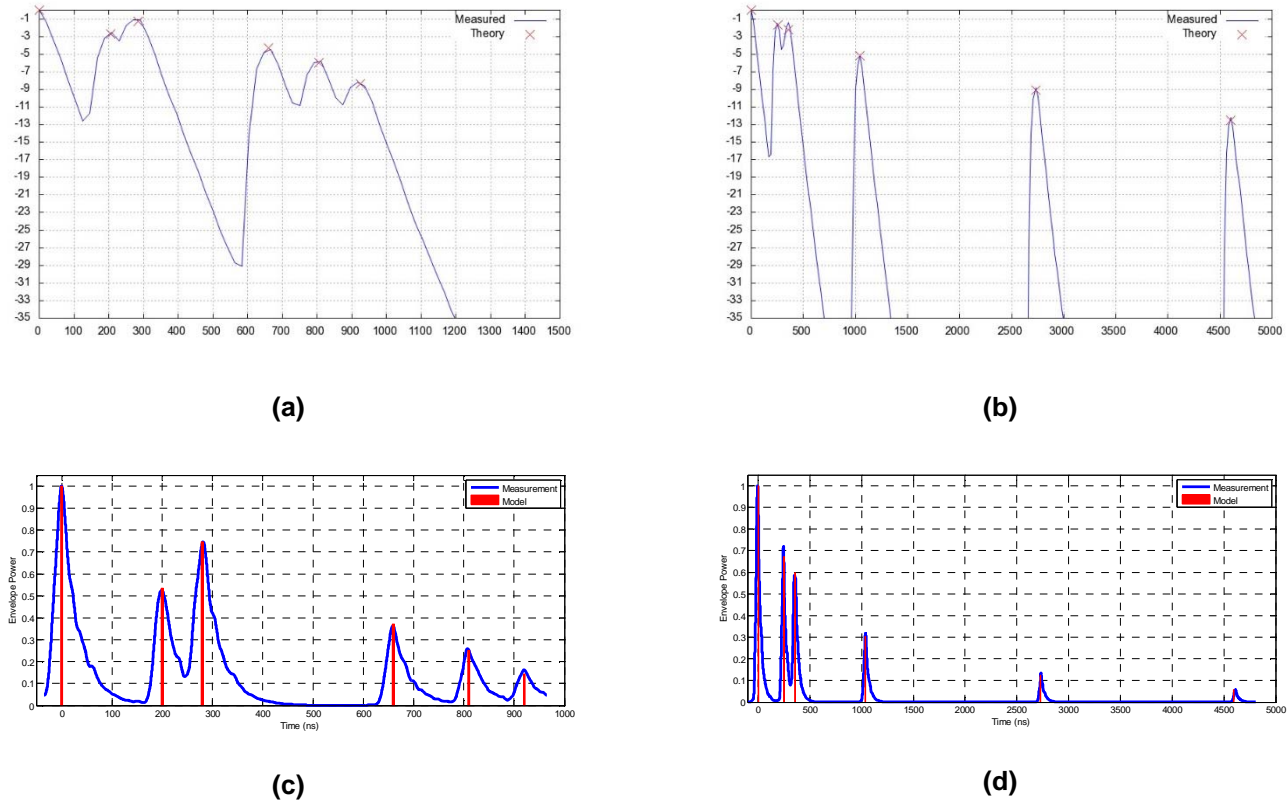 -1
-3
-5
-7
-9
-11
-13
-15
-17
-19
-21
-23
-25
-27
-29
-31
-33
-35
0 100 200 300 400 500 600 700 800 900 1000 1100 1200 1300 1400 1500
Measured
Theory
(a)
-1
-3
-5
-7
-9
-11
-13
-15
-17
-19
-21
-23
-25
-27
-29
-31
-33
-35
0 500 1000 1500 2000 2500 3000 3500 4000 4500 5000
Measured
Theory
(b)
Envelope Power
1
0.9
0.8
0.7
0.6
0.5
0.4
0.3
0.2
0.1
0
0 100 200 300 400 500 600 700 800 900 1000
Time (ns)
Measurement
Model
(c)
Envelope Power
1
0.9
0.8
0.7
0.6
0.5
0.4
0.3
0.2
0.1
0
0 500 1000 1500 2000 2500 3000 3500 4000 4500 5000
Time (ns)
Measurement
Model
(d)